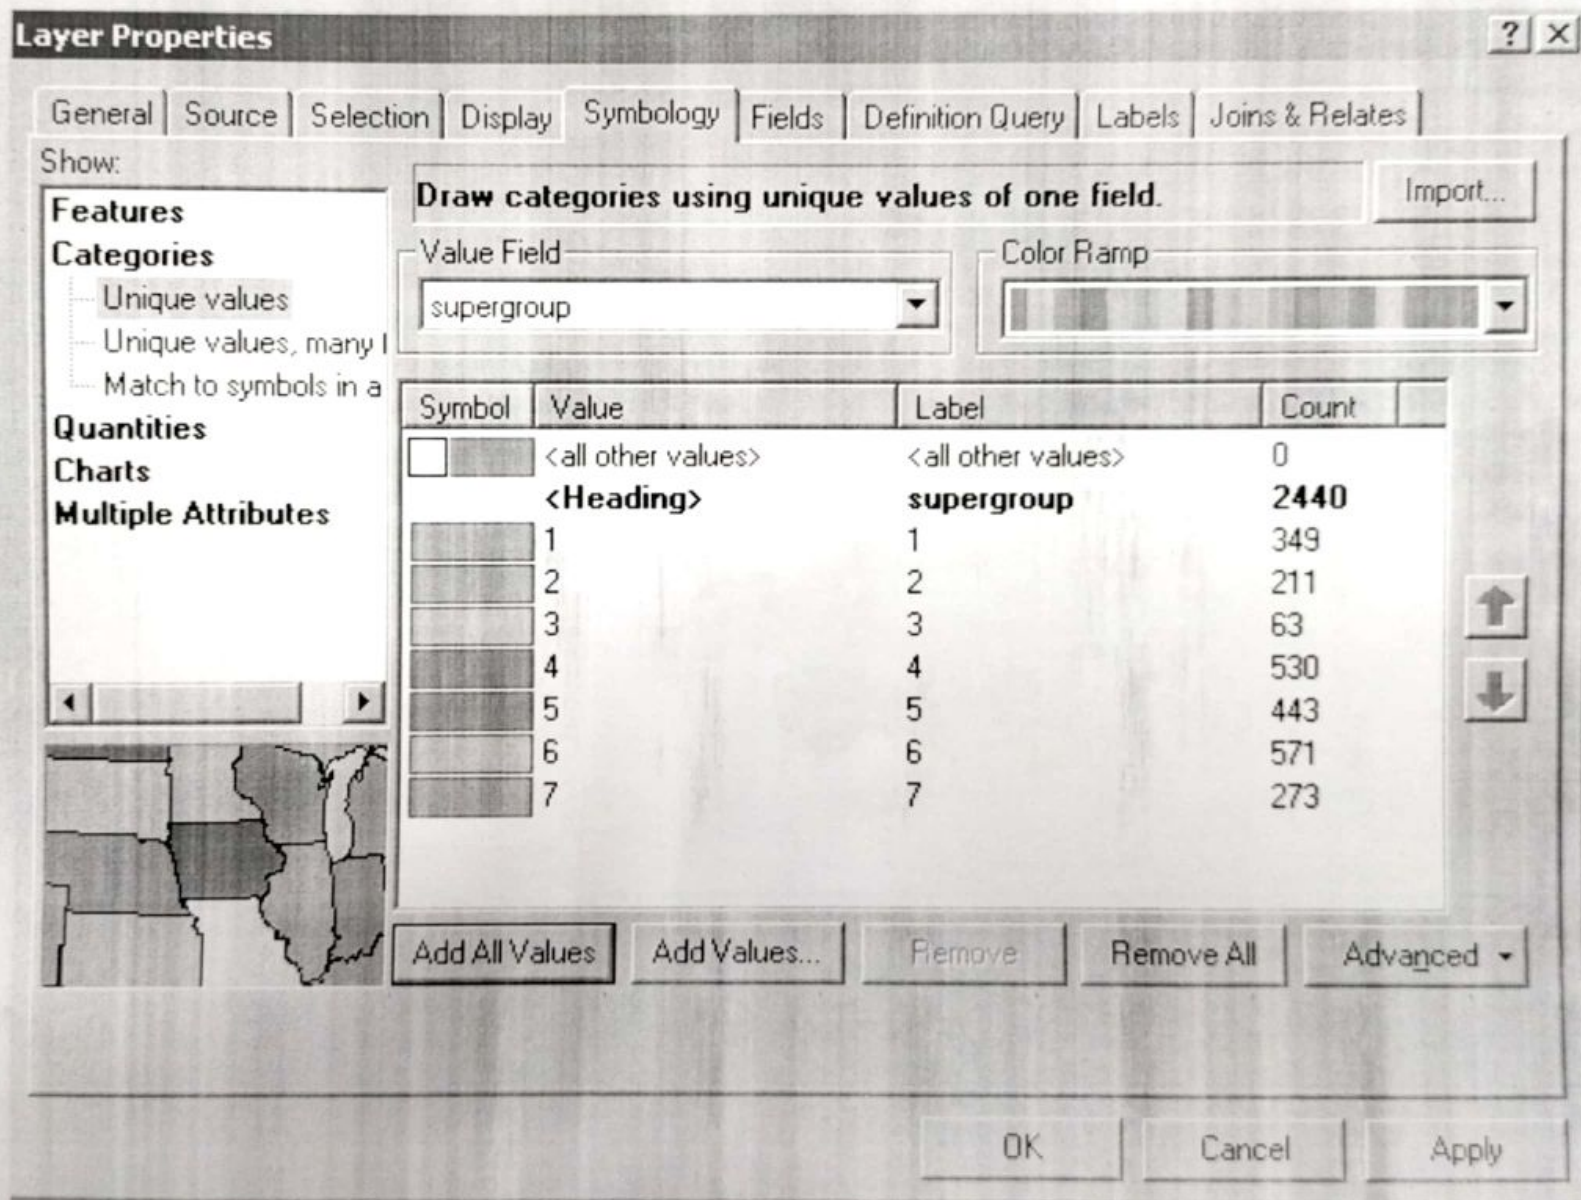 Layer Properties
? X
General Source Selection Display Symbology Fields Definition Query Labels Joins & Relates
Show:
Features
Categories
Unique values
Unique values, many
Match to symbols in a
Quantities
Charts
Multiple Attributes
Draw categories using unique values of one field.
Import...
Value Field
supergroup
Color Ramp
Symbol Value Label Count
<all other values> <all other values> 0
<Heading> supergroup 2440
1 1 349
2 2 211
3 3 63
4 4 530
5 5 443
6 6 571
7 7 273
Add All Values Add Values... Remove Remove All Advanced
OK Cancel Apply